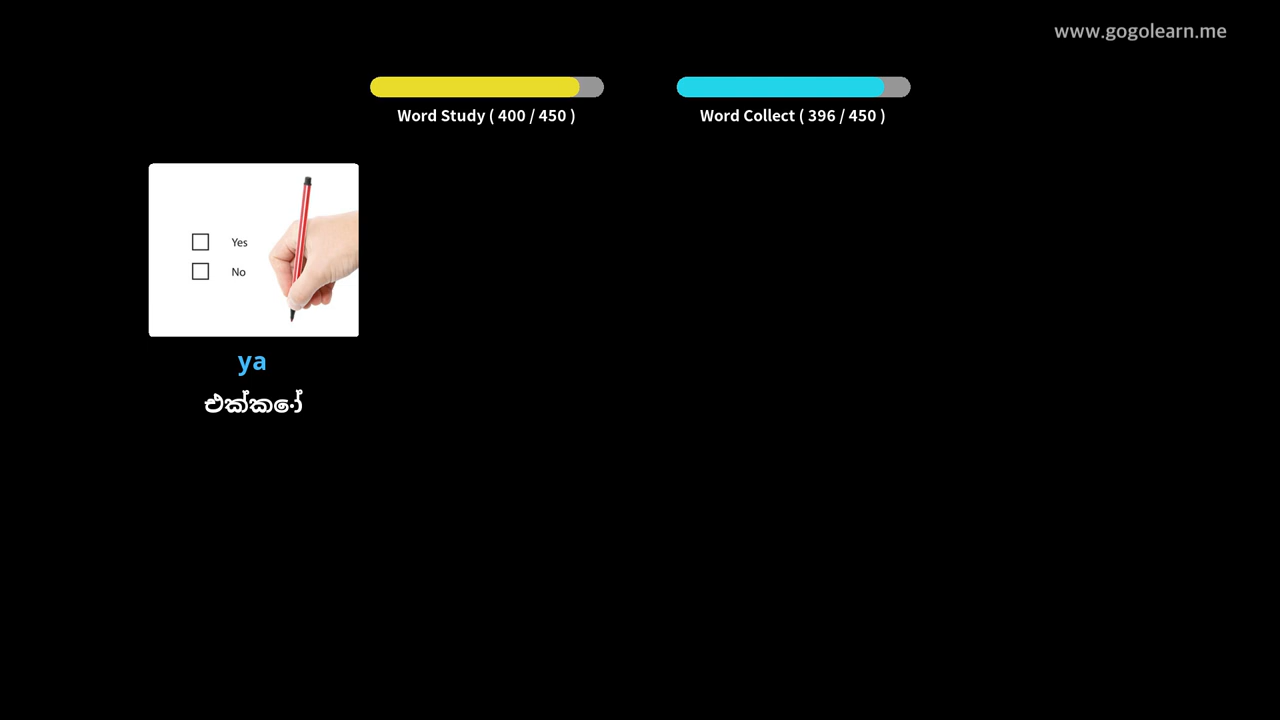 www.gogolearn.me
Word Study ( 400 / 450 )
Word Collect ( 396 / 450 )
Yes
No
ya
එක්කෝ